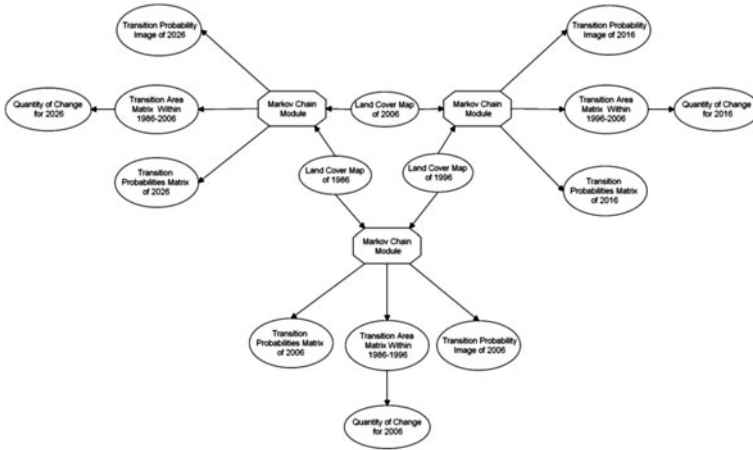 Transition Probability
Image of 2026
Transition Probability
Image of 2016
Quantity of Change
for 2026
Transition Area
Matrix Within
1986-2006
Markov Chain
Module
Land Cover Map
of 2006
Markov Chain
Module
Transition Area
Matrix Within
1996-2006
Quantity of Change
for 2016
Transition
Probabilities Matrix
of 2026
Land Cover Map
of 1986
Land Cover Map
of 1996
Transition
Probabilities Matrix
of 2016
Markov Chain
Module
Transition
Probabilities Matrix
of 2006
Transition Area
Matrix Within
1986-1996
Transition Probability
Image of 2006
Quantity of Change
for 2006